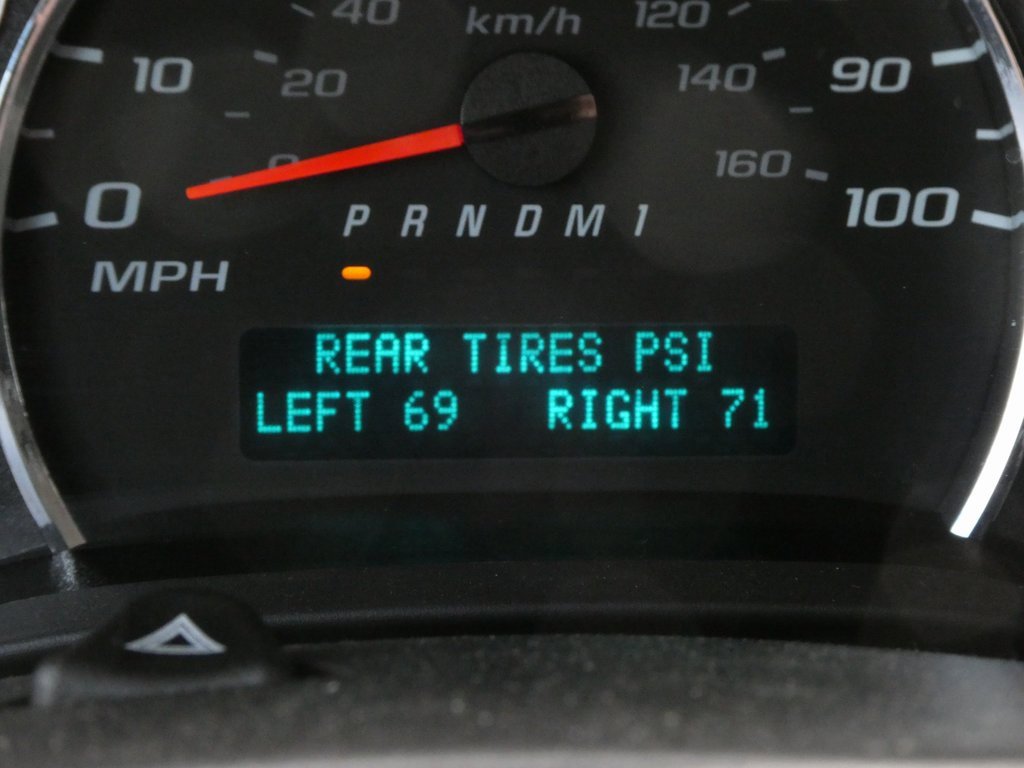 40 km/h 120
10 20 140 90
0 0 160 100
P R N D M 1
MPH
REAR TIRES PSI
LEFT 69 RIGHT 71